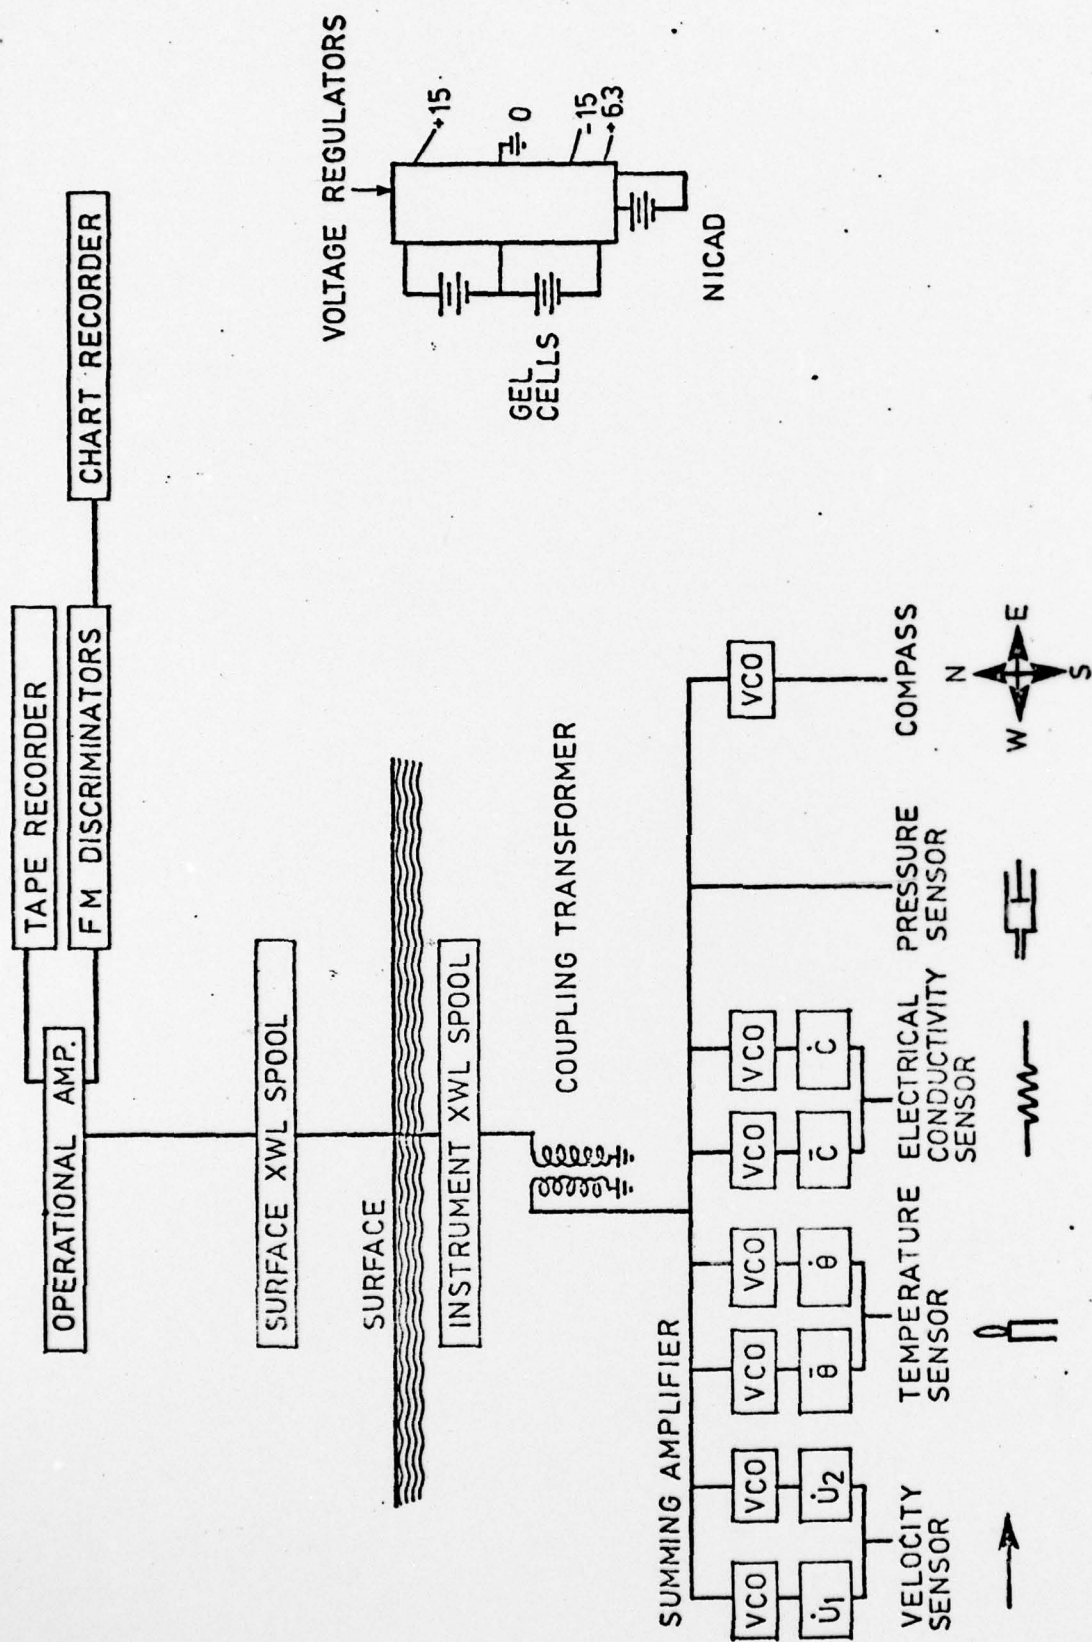 TAPE RECORDER
OPERATIONAL AMP.
FM DISCRIMINATORS
CHART RECORDER
SURFACE XWL SPOOL
SURFACE
INSTRUMENT XWL SPOOL
COUPLING TRANSFORMER
VOLTAGE REGULATORS
+15
0
-15
+6.3
GEL
CELLS
NICAD
SUMMING AMPLIFIER
VCO
VCO
VCO
VCO
VCO
VCO
VCO
U̇1
U̇2
θ̄
θ̇
C̄
Ċ
VELOCITY
SENSOR
TEMPERATURE
SENSOR
ELECTRICAL
CONDUCTIVITY
SENSOR
PRESSURE
SENSOR
COMPASS
N
W E
S